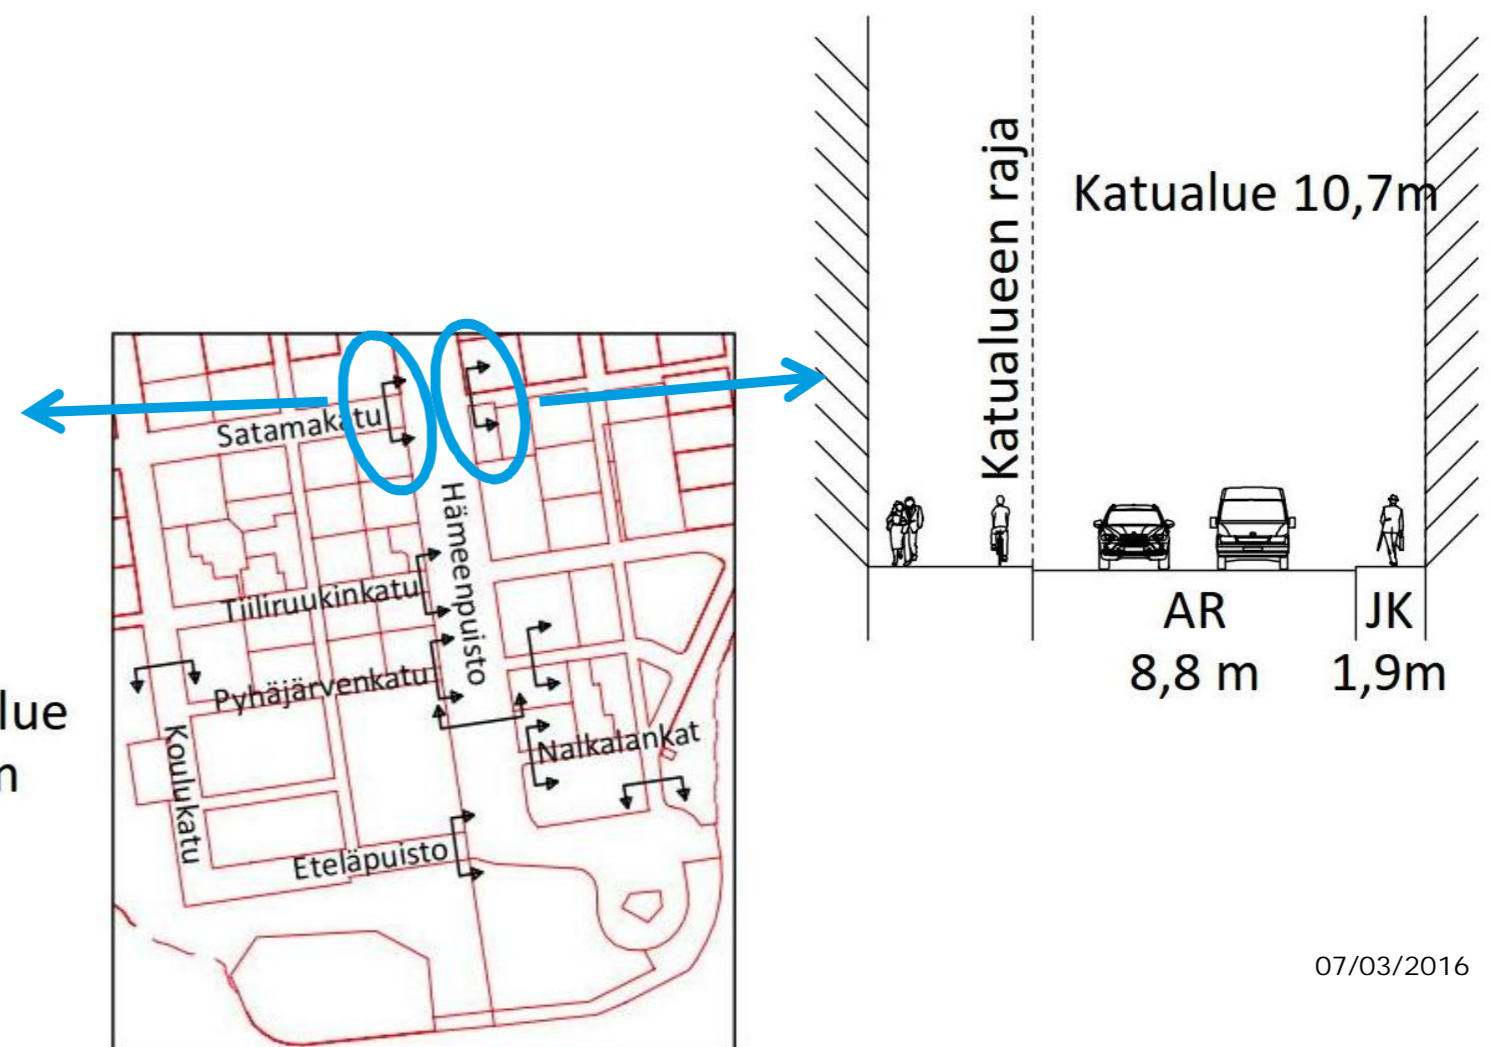 Katualueen raja
Katualue 10,7m
AR
JK
8,8 m
1,9m
Satamakatu
Hämeenpuisto
Tiiliruukinkatu
Pyhäjärvenkatu
Koulukatu
Nalkalankat
Eteläpuisto
lue
07/03/2016